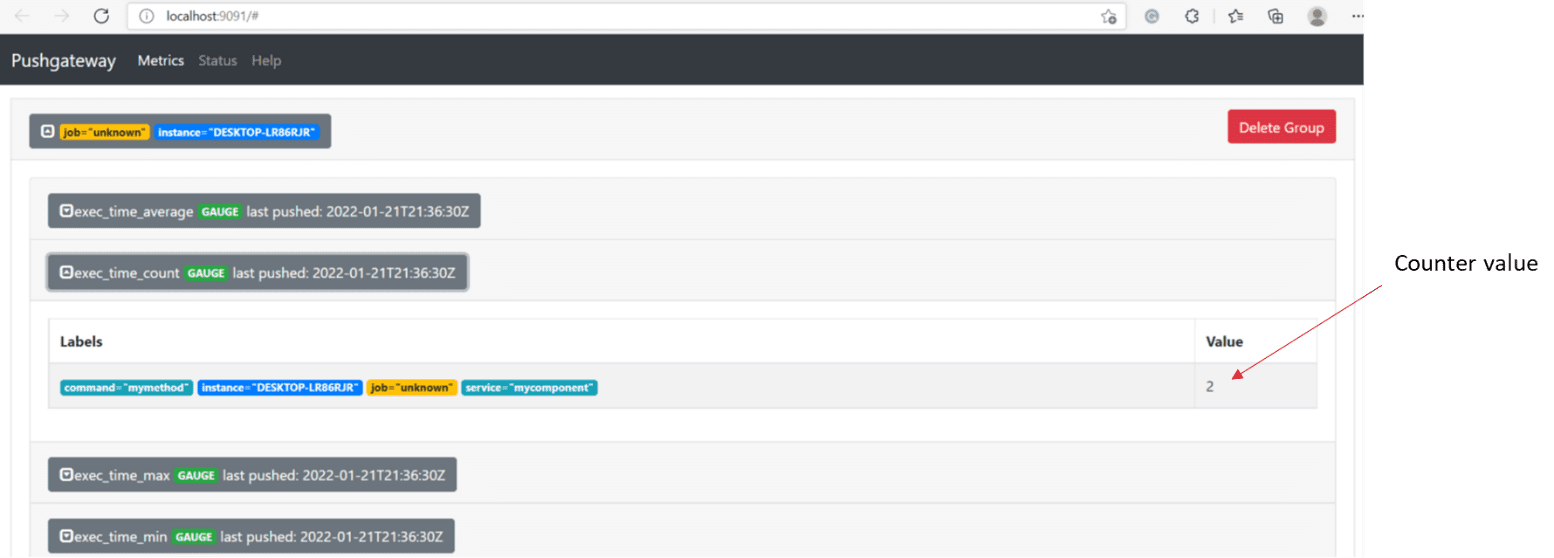 localhost:9091/#
Pushgateway Metrics Status Help
job="unknown" instance="DESKTOP-LR86RJR"
Delete Group
exec_time_average GAUGE last pushed: 2022-01-21T21:36:30Z
exec_time_count GAUGE last pushed: 2022-01-21T21:36:30Z
Counter value
Labels Value
command="mymethod" instance="DESKTOP-LR86RJR" job="unknown" service="mycomponent" 2
exec_time_max GAUGE last pushed: 2022-01-21T21:36:30Z
exec_time_min GAUGE last pushed: 2022-01-21T21:36:30Z